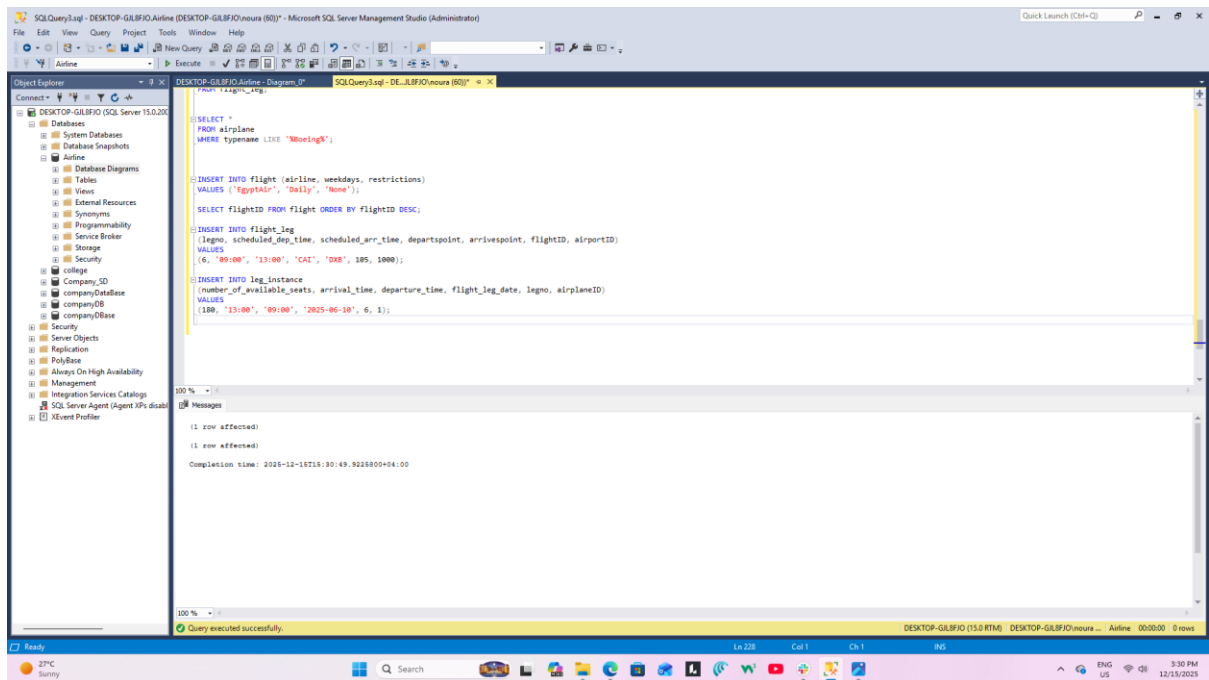 SQLQuery3.sql - DESKTOP-GJL8FJO.Airline (DESKTOP-GJL8FJO\noura (60))* - Microsoft SQL Server Management Studio (Administrator)
Quick Launch (Ctrl+Q)
File Edit View Query Project Tools Window Help
New Query
Airline
Execute
Object Explorer
DESKTOP-GJL8FJO.Airline - Diagram_0*
SQLQuery3.sql - DE...JL8FJO\noura (60))*
Connect
DESKTOP-GJL8FJO (SQL Server 15.0.200
Databases
System Databases
Database Snapshots
Airline
Database Diagrams
Tables
Views
External Resources
Synonyms
Programmability
Service Broker
Storage
Security
college
Company_SD
companyDataBase
companyDB
companyDBase
Security
Server Objects
Replication
PolyBase
Always On High Availability
Management
Integration Services Catalogs
SQL Server Agent (Agent XPs disabl
XEvent Profiler
FROM flight_leg;
SELECT *
FROM airplane
WHERE typename LIKE '%Boeing%';
INSERT INTO flight (airline, weekdays, restrictions)
VALUES ('EgyptAir', 'Daily', 'None');
SELECT flightID FROM flight ORDER BY flightID DESC;
INSERT INTO flight_leg
(legno, scheduled_dep_time, scheduled_arr_time, departspoint, arrivespoint, flightID, airportID)
VALUES
(6, '09:00', '13:00', 'CAI', 'DXB', 105, 1000);
INSERT INTO leg_instance
(number_of_available_seats, arrival_time, departure_time, flight_leg_date, legno, airplaneID)
VALUES
(180, '13:00', '09:00', '2025-06-10', 6, 1);
100 %
Messages
(1 row affected)
(1 row affected)
Completion time: 2025-12-15T15:30:49.9225800+04:00
100 %
Query executed successfully.
DESKTOP-GJL8FJO (15.0 RTM) DESKTOP-GJL8FJO\noura ... Airline 00:00:00 0 rows
Ready
Ln 228 Col 1 Ch 1 INS
27°C
Sunny
Search
ENG
US
3:30 PM
12/15/2025